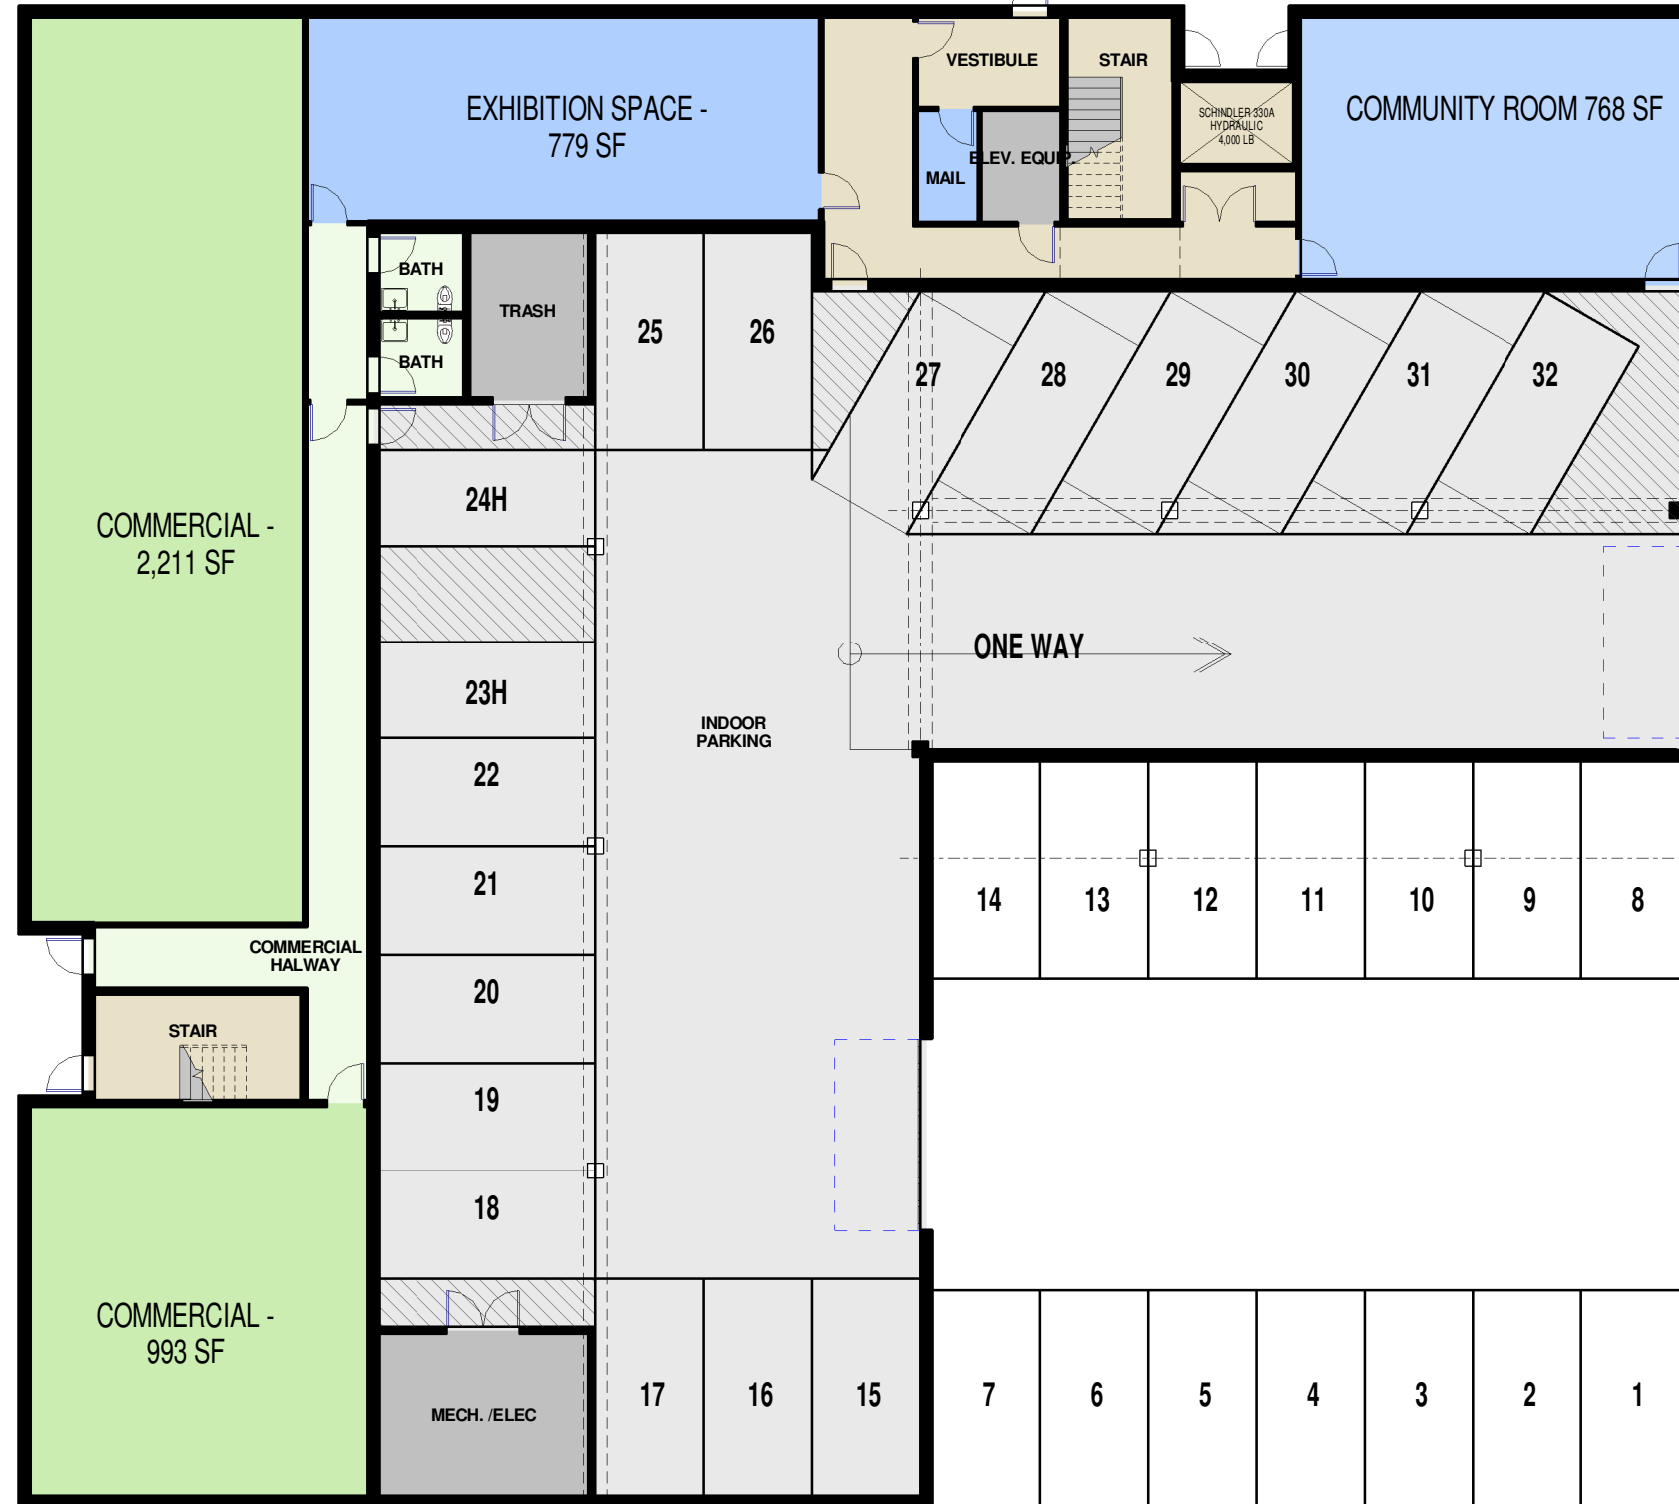 VESTIBULE
STAIR
EXHIBITION SPACE -
779 SF
SCHINDLER 330A
HYDRAULIC
4,000 LB
COMMUNITY ROOM 768 SF
ELEV. EQUIP.
MAIL
BATH
TRASH
BATH
25
26
27
28
29
30
31
32
24H
COMMERCIAL -
2,211 SF
ONE WAY
23H
INDOOR
PARKING
22
21
14
13
12
11
10
9
8
COMMERCIAL
HALWAY
20
STAIR
19
18
COMMERCIAL -
993 SF
MECH. /ELEC
17
16
15
7
6
5
4
3
2
1